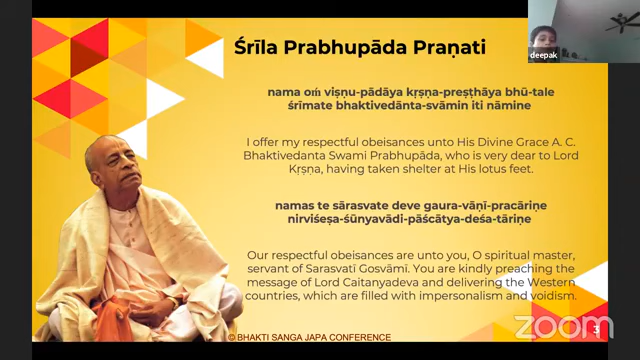 deepak
Śrīla Prabhupāda Praṇati
nama oṁ viṣṇu-pādāya kṛṣṇa-preṣṭhāya bhū-tale
śrīmate bhaktivedānta-svāmin iti nāmine
I offer my respectful obeisances unto His Divine Grace A. C.
Bhaktivedanta Swami Prabhupāda, who is very dear to Lord
Kṛṣṇa, having taken shelter at His lotus feet.
namas te sārasvate deve gaura-vāṇī-pracāriṇe
nirviśeṣa-śūnyavādi-pāścātya-deśa-tāriṇe
Our respectful obeisances are unto you, O spiritual master,
servant of Sarasvatī Gosvāmī. You are kindly preaching the
message of Lord Caitanyadeva and delivering the Western
countries, which are filled with impersonalism and voidism.
© BHAKTI SANGA JAPA CONFERENCE
3
zoom